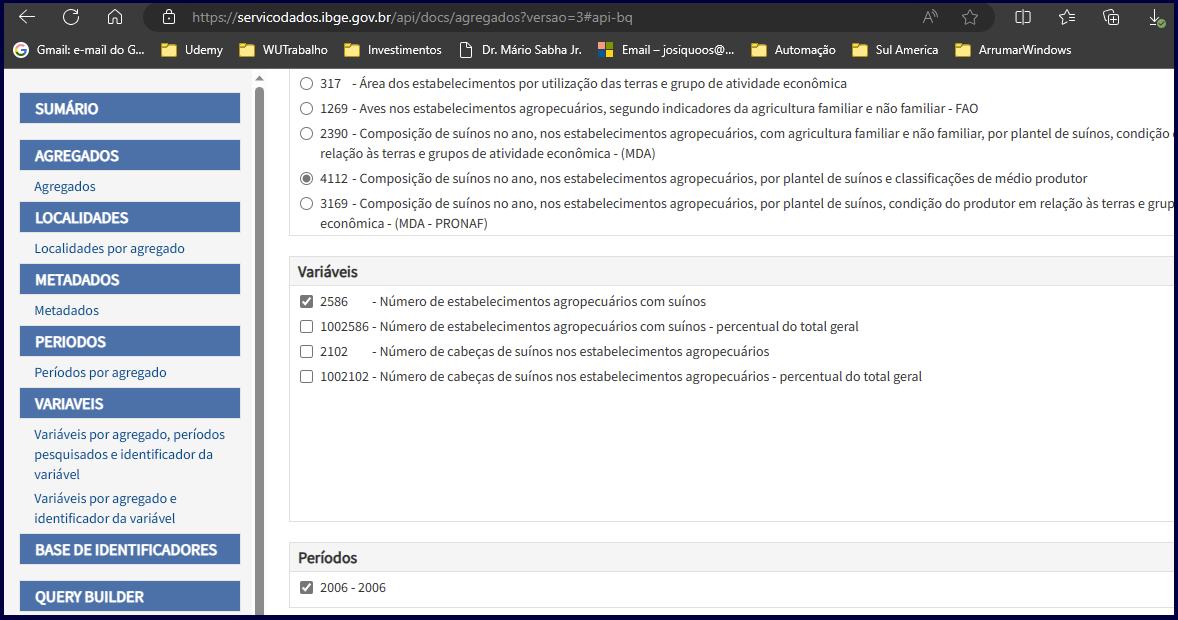 https://servicodados.ibge.gov.br/api/docs/agregados?versao=3#api-bq
Gmail: e-mail do G... Udemy WUTrabalho Investimentos Dr. Mário Sabha Jr. Email – josiquoos@... Automação Sul America ArrumarWindows
SUMÁRIO
AGREGADOS
Agregados
LOCALIDADES
Localidades por agregado
METADADOS
Metadados
PERIODOS
Períodos por agregado
VARIAVEIS
Variáveis por agregado, períodos
pesquisados e identificador da
variável
Variáveis por agregado e
identificador da variável
BASE DE IDENTIFICADORES
QUERY BUILDER
317 - Área dos estabelecimentos por utilização das terras e grupo de atividade econômica
1269 - Aves nos estabelecimentos agropecuários, segundo indicadores da agricultura familiar e não familiar - FAO
2390 - Composição de suínos no ano, nos estabelecimentos agropecuários, com agricultura familiar e não familiar, por plantel de suínos, condição
relação às terras e grupos de atividade econômica - (MDA)
4112 - Composição de suínos no ano, nos estabelecimentos agropecuários, por plantel de suínos e classificações de médio produtor
3169 - Composição de suínos no ano, nos estabelecimentos agropecuários, por plantel de suínos, condição do produtor em relação às terras e grup
econômica - (MDA - PRONAF)
Variáveis
2586 - Número de estabelecimentos agropecuários com suínos
1002586 - Número de estabelecimentos agropecuários com suínos - percentual do total geral
2102 - Número de cabeças de suínos nos estabelecimentos agropecuários
1002102 - Número de cabeças de suínos nos estabelecimentos agropecuários - percentual do total geral
Períodos
2006 - 2006